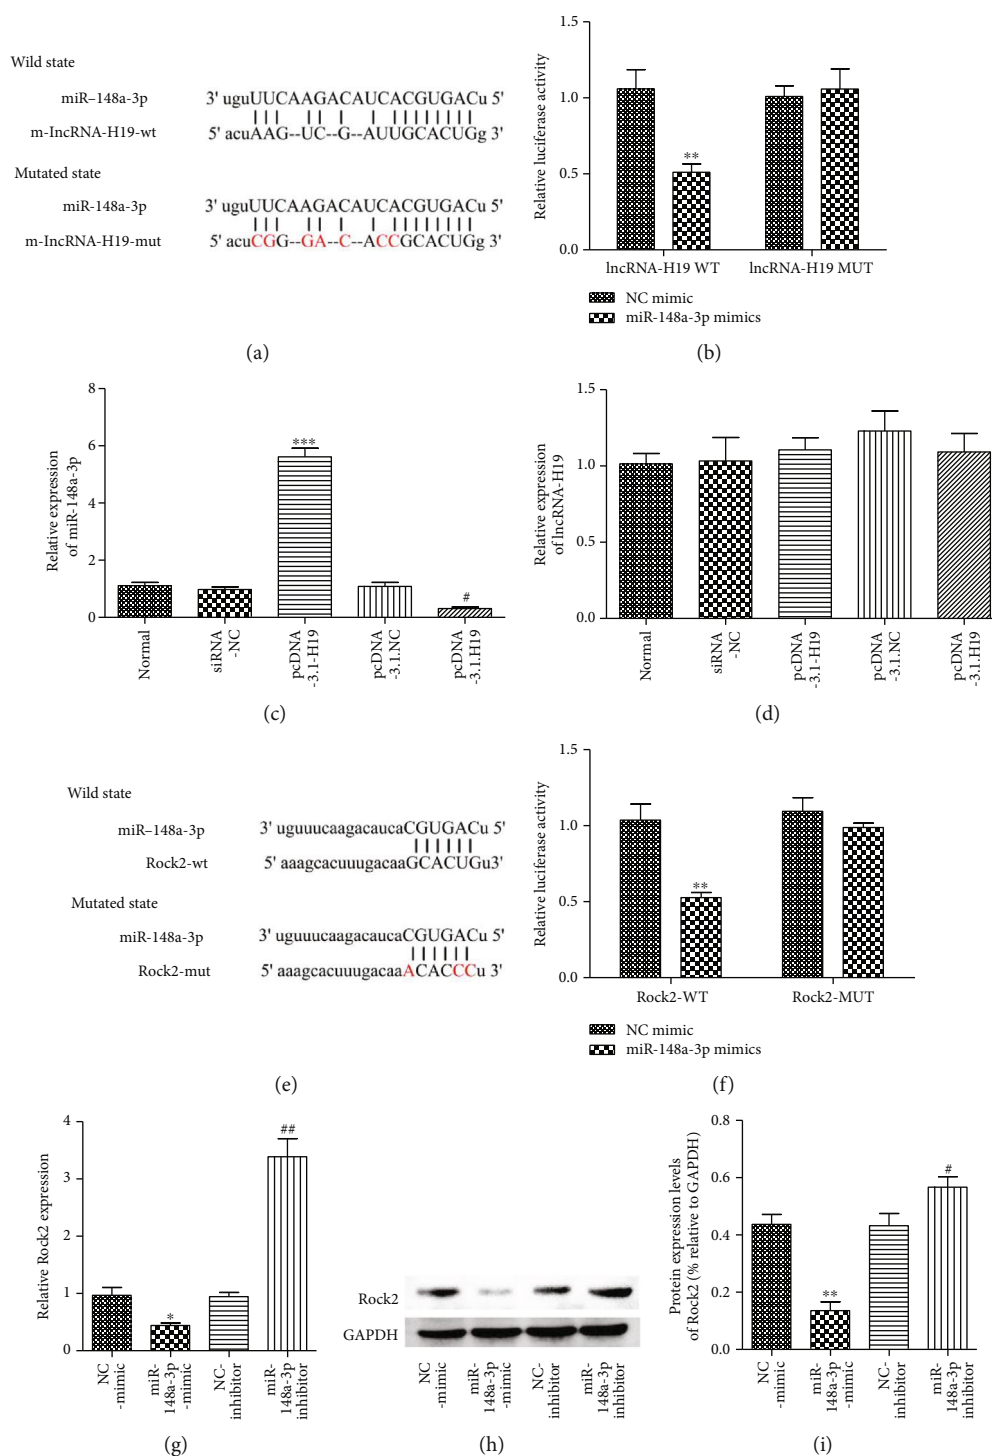 Wild state
miR–148a-3p 3' uguUUCAAGACAUCACGUGACu 5'
m-lncRNA-H19-wt 5' acuAAG--UC--G--AUUGCACUGg 3'
Mutated state
miR-148a-3p 3' uguUUCAAGACAUCACGUGACu 5'
m-lncRNA-H19-mut 5' acuCGG--GA--C--ACCGCACUGg 3'
(a)
Relative luciferase activity
1.5
1.0
0.5
0.0
**
lncRNA-H19 WT lncRNA-H19 MUT
NC mimic
miR-148a-3p mimics
(b)
Relative expression
of miR-148a-3p
8
6
4
2
0
***
#
Normal
siRNA
-NC
pcDNA
-3.1-H19
pcDNA
-3.1.NC
pcDNA
-3.1.H19
(c)
Relative expression
of lncRNA-H19
1.5
1.0
0.5
0.0
Normal
siRNA
-NC
pcDNA
-3.1-H19
pcDNA
-3.1.NC
pcDNA
-3.1.H19
(d)
Wild state
miR–148a-3p 3' uguuucaagacaucaCGUGACu 5'
Rock2-wt 5' aaagcacuuugacaaGCACUGu3'
Mutated state
miR-148a-3p 3' uguuucaagacaucaCGUGACu 5'
Rock2-mut 5' aaagcacuuugacaaACACCCu 3'
(e)
Relative luciferase activity
1.5
1.0
0.5
0.0
**
Rock2-WT Rock2-MUT
NC mimic
miR-148a-3p mimics
(f)
Relative Rock2 expression
4
3
2
1
0
*
##
NC
-mimic
miR-
148a-3p
-mimic
NC-
inhibitor
miR-
148a-3p
inhibitor
(g)
Rock2
GAPDH
NC
-mimic
miR-
148a-3p
-mimic
NC-
inhibitor
miR-
148a-3p
inhibitor
(h)
Protein expression levels
of Rock2 (% relative to GAPDH)
0.8
0.6
0.4
0.2
0.0
**
#
NC
-mimic
miR-
148a-3p
-mimic
NC-
inhibitor
miR-
148a-3p
inhibitor
(i)